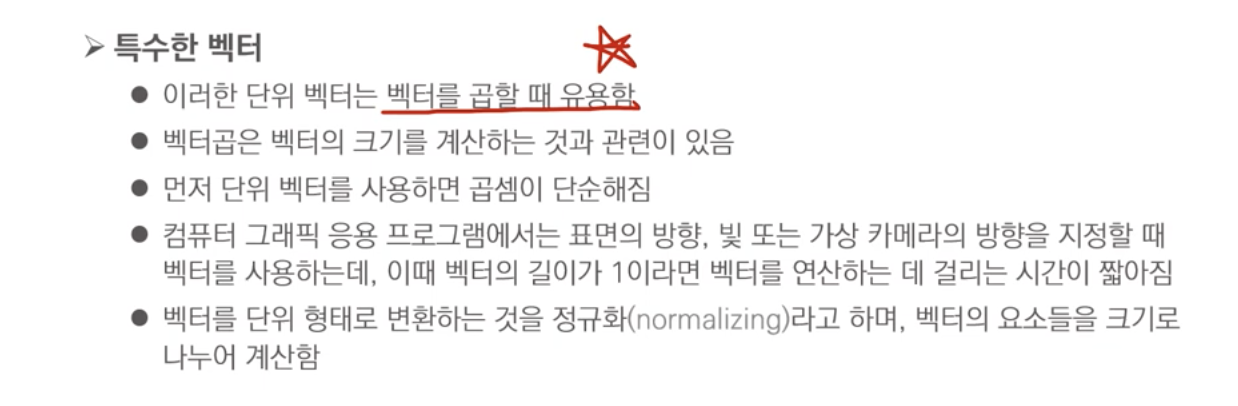 ➢ 특수한 벡터
● 이러한 단위 벡터는 벡터를 곱할 때 유용함
● 벡터곱은 벡터의 크기를 계산하는 것과 관련이 있음
● 먼저 단위 벡터를 사용하면 곱셈이 단순해짐
● 컴퓨터 그래픽 응용 프로그램에서는 표면의 방향, 빛 또는 가상 카메라의 방향을 지정할 때
벡터를 사용하는데, 이때 벡터의 길이가 1이라면 벡터를 연산하는 데 걸리는 시간이 짧아짐
● 벡터를 단위 형태로 변환하는 것을 정규화(normalizing)라고 하며, 벡터의 요소들을 크기로
나누어 계산함